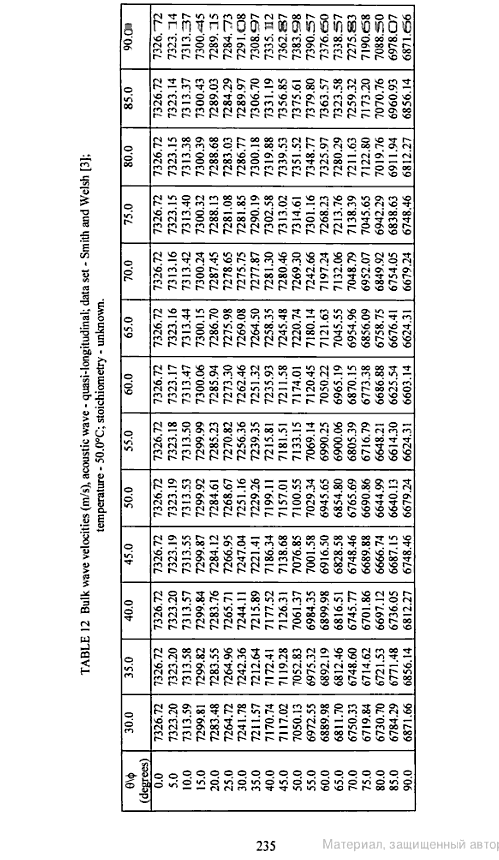 TABLE 12 Bulk wave velocities (m/s), acoustic wave - quasi-longitudinal; data set - Smith and Welsh [3];
temperature - 50.0°C; stoichiometry - unknown.
θ\φ 30.0 35.0 40.0 45.0 50.0 55.0 60.0 65.0 70.0 75.0 80.0 85.0 90.0
(degrees)
0.0 7326.72 7326.72 7326.72 7326.72 7326.72 7326.72 7326.72 7326.72 7326.72 7326.72 7326.72 7326.72 7326.72
5.0 7323.20 7323.20 7323.20 7323.19 7323.19 7323.18 7323.17 7323.16 7313.16 7323.15 7323.15 7323.14 7323.14
10.0 7313.59 7313.58 7313.57 7313.55 7313.53 7313.50 7313.47 7313.44 7313.42 7313.40 7313.38 7313.37 7313.37
15.0 7299.81 7299.82 7299.84 7299.87 7299.92 7299.99 7300.06 7300.15 7300.24 7300.32 7300.39 7300.43 7300.45
20.0 7283.48 7283.55 7283.76 7284.12 7284.61 7285.23 7285.94 7286.70 7287.45 7288.13 7288.68 7289.03 7289.15
25.0 7264.72 7264.96 7265.71 7266.95 7268.67 7270.82 7273.30 7275.98 7278.65 7281.08 7283.03 7284.29 7284.73
30.0 7241.78 7242.36 7244.11 7247.04 7251.16 7256.36 7262.46 7269.08 7275.75 7281.85 7286.77 7289.97 7291.08
35.0 7211.57 7212.64 7215.89 7221.41 7229.26 7239.35 7251.32 7264.50 7277.87 7290.19 7300.18 7306.70 7308.97
40.0 7170.74 7172.41 7177.52 7186.34 7199.11 7215.81 7235.93 7258.35 7281.30 7302.58 7319.88 7331.19 7335.12
45.0 7117.02 7119.28 7126.31 7138.68 7157.01 7181.51 7211.58 7245.48 7280.46 7313.02 7339.53 7356.85 7362.87
50.0 7050.13 7052.83 7061.37 7076.85 7100.55 7133.15 7174.01 7220.74 7269.30 7314.61 7351.52 7375.61 7383.98
55.0 6972.55 6975.32 6984.35 7001.58 7029.34 7069.14 7120.45 7180.14 7242.66 7301.16 7348.77 7379.80 7390.57
60.0 6889.98 6892.19 6899.98 6916.50 6945.65 6990.25 7050.22 7121.63 7197.24 7268.23 7325.97 7363.57
65.0 6811.70 6812.46 6816.51 6828.58 6854.80 6900.06 6965.19 7045.55 7132.06 7213.76 7280.29 7323.58 7338.57
70.0 6750.33 6748.60 6745.77 6748.46 6765.69 6805.39 6870.15 6954.96 7048.79 7138.39 7211.63 7259.32 7275.83
75.0 6719.84 6714.62 6701.86 6689.88 6690.86 6716.79 6773.38 6856.09 6952.07 7045.65 7122.80 7173.20
80.0 6730.70 6721.53 6697.12 6666.74 6644.99 6648.21 6686.88 6758.75 6849.92 6942.29 7019.76 7070.76 7088.50
85.0 6784.29 6771.48 6736.05 6687.15 6640.13 6614.30 6625.54 6676.41 6754.05 6838.63 6911.94 6960.93 6978.07
90.0 6871.66 6856.14 6812.27 6748.46 6679.24 6624.31 6603.14 6624.31 6679.24 6748.46 6812.27 6856.14 6871.66
235
Материал, защищенный автор